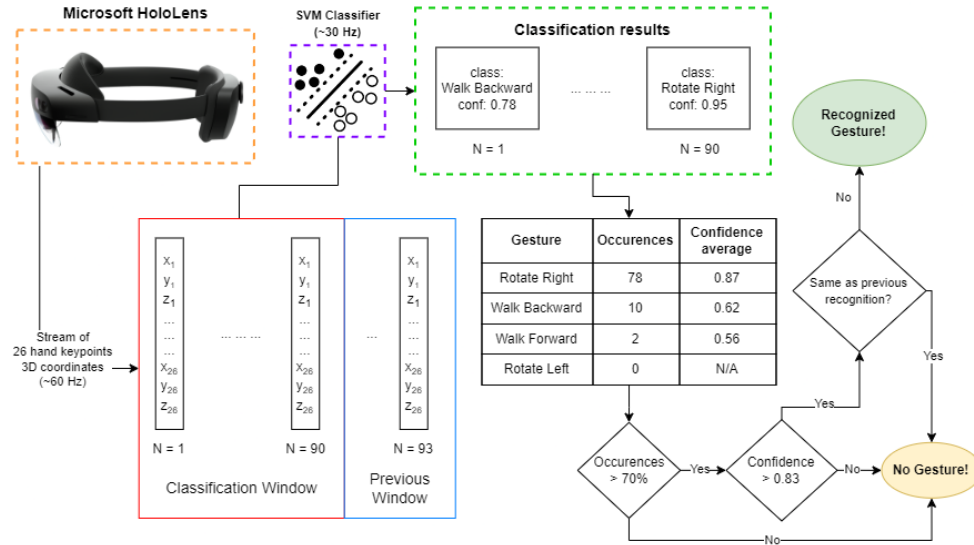 Microsoft HoloLens
SVM Classifier
(~30 Hz)
Classification results
class:
Walk Backward
conf: 0.78
... ... ...
class:
Rotate Right
conf: 0.95
N = 1
N = 90
Recognized
Gesture!
No
Same as previous
recognition?
Yes
Stream of
26 hand keypoints
3D coordinates
(~60 Hz)
x1
y1
z1
...
...
...
x26
y26
z26
N = 1
... ... ...
x1
y1
z1
...
...
...
x26
y26
z26
N = 90
...
x1
y1
z1
...
...
...
x26
y26
z26
N = 93
Classification Window
Previous
Window
Gesture Occurences Confidence
average
Rotate Right 78 0.87
Walk Backward 10 0.62
Walk Forward 2 0.56
Rotate Left 0 N/A
Occurences
> 70%
Yes
Confidence
> 0.83
Yes
No
No Gesture!
No